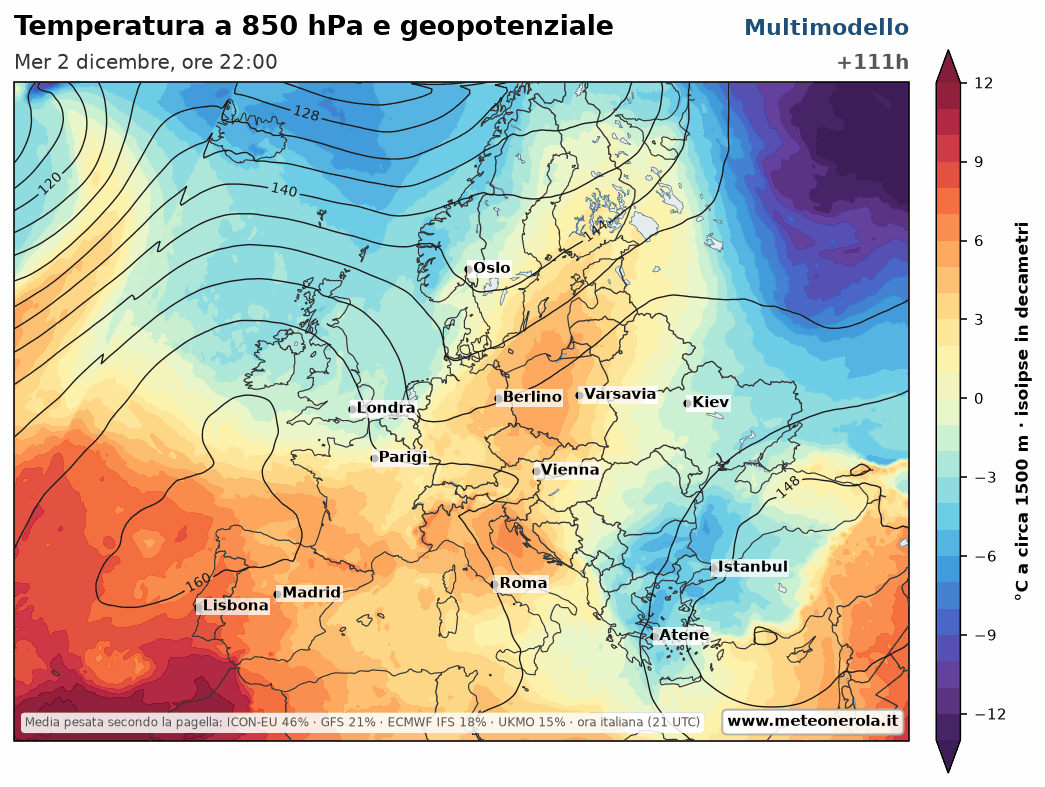 Temperatura a 850 hPa e geopotenziale
Multimodello
Mer 2 dicembre, ore 22:00
+111h
128
120
140
144
Oslo
Berlino
Varsavia
Kiev
Londra
Parigi
Vienna
148
160
Istanbul
Roma
Madrid
Lisbona
Atene
Media pesata secondo la pagella: ICON-EU 46% · GFS 21% · ECMWF IFS 18% · UKMO 15% · ora italiana (21 UTC)
www.meteonerola.it
12
9
6
3
0
−3
−6
−9
−12
°C a circa 1500 m · isoipse in decametri